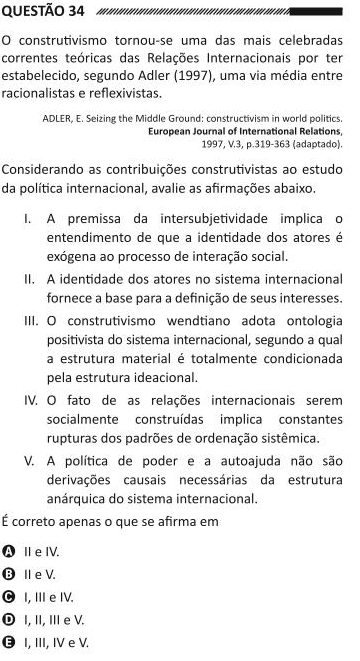 QUESTÃO 34
O construtivismo tornou-se uma das mais celebradas
correntes teóricas das Relações Internacionais por ter
estabelecido, segundo Adler (1997), uma via média entre
racionalistas e reflexivistas.
ADLER, E. Seizing the Middle Ground: constructivism in world politics.
European Journal of International Relations,
1997, V.3, p.319-363 (adaptado).
Considerando as contribuições construtivistas ao estudo
da política internacional, avalie as afirmações abaixo.
I. A premissa da intersubjetividade implica o
entendimento de que a identidade dos atores é
exógena ao processo de interação social.
II. A identidade dos atores no sistema internacional
fornece a base para a definição de seus interesses.
III. O construtivismo wendtiano adota ontologia
positivista do sistema internacional, segundo a qual
a estrutura material é totalmente condicionada
pela estrutura ideacional.
IV. O fato de as relações internacionais serem
socialmente construídas implica constantes
rupturas dos padrões de ordenação sistêmica.
V. A política de poder e a autoajuda não são
derivações causais necessárias da estrutura
anárquica do sistema internacional.
É correto apenas o que se afirma em
A II e IV.
B II e V.
C I, III e IV.
D I, II, III e V.
E I, III, IV e V.